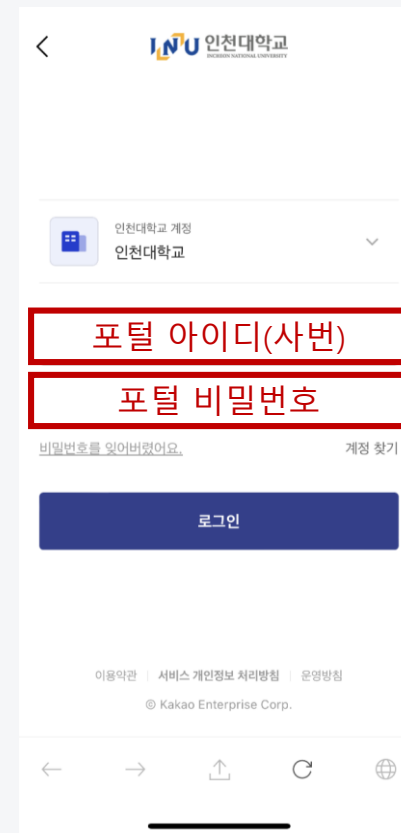 INU 인천대학교
INCHEON NATIONAL UNIVERSITY
인천대학교 계정
인천대학교
포털 아이디(사번)
포털 비밀번호
비밀번호를 잊어버렸어요. 계정 찾기
로그인
이용약관 | 서비스 개인정보 처리방침 | 운영방침
© Kakao Enterprise Corp.